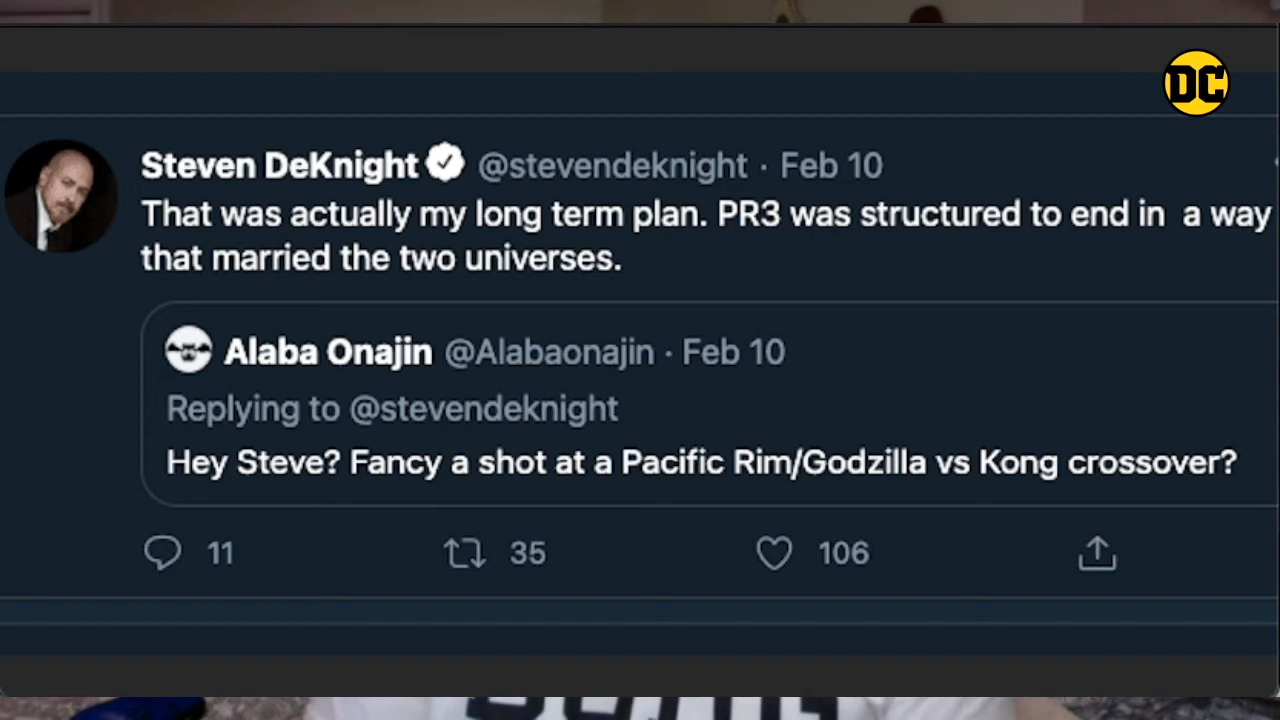 DC
Steven DeKnight @stevendeknight · Feb 10
That was actually my long term plan. PR3 was structured to end in a way
that married the two universes.
Alaba Onajin @Alabaonajin · Feb 10
Replying to @stevendeknight
Hey Steve? Fancy a shot at a Pacific Rim/Godzilla vs Kong crossover?
11 35 106